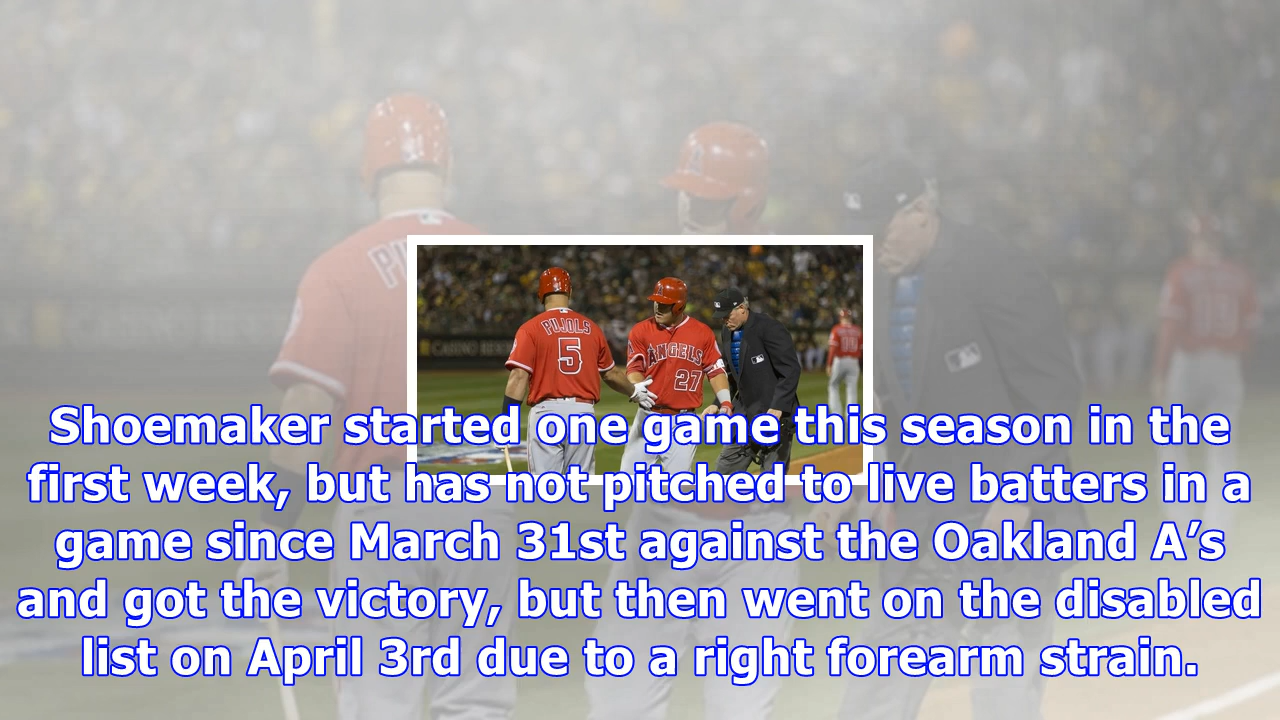 PUJOLS
5
ANGELS
27
Shoemaker started one game this season in the
first week, but has not pitched to live batters in a
game since March 31st against the Oakland A’s
and got the victory, but then went on the disabled
list on April 3rd due to a right forearm strain.